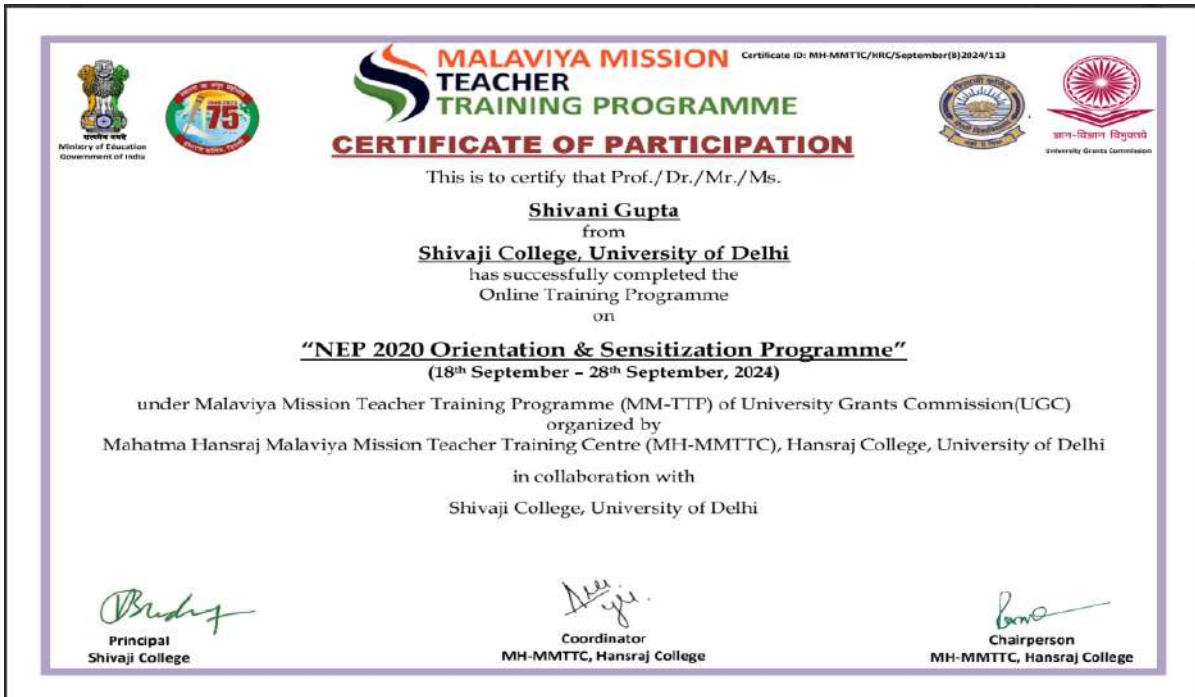 MALAVIYA MISSION
TEACHER
TRAINING PROGRAMME
Certificate ID: MH-MMTTC/HRC/September(B)2024/113
सत्यमेव जयते
Ministry of Education
Government of India
75
ज्ञान-विज्ञान विमुक्तये
University Grants Commission
CERTIFICATE OF PARTICIPATION
This is to certify that Prof./Dr./Mr./Ms.
Shivani Gupta
from
Shivaji College, University of Delhi
has successfully completed the
Online Training Programme
on
“NEP 2020 Orientation & Sensitization Programme”
(18th September – 28th September, 2024)
under Malaviya Mission Teacher Training Programme (MM-TTP) of University Grants Commission(UGC)
organized by
Mahatma Hansraj Malaviya Mission Teacher Training Centre (MH-MMTTC), Hansraj College, University of Delhi
in collaboration with
Shivaji College, University of Delhi
Principal
Shivaji College
Coordinator
MH-MMTTC, Hansraj College
Chairperson
MH-MMTTC, Hansraj College